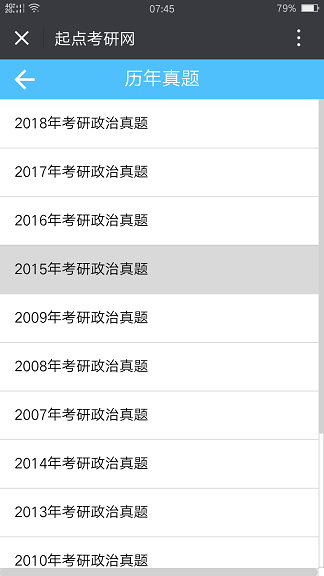 07:45
79%
起点考研网
历年真题
2018年考研政治真题
2017年考研政治真题
2016年考研政治真题
2015年考研政治真题
2009年考研政治真题
2008年考研政治真题
2007年考研政治真题
2014年考研政治真题
2013年考研政治真题
2010年考研政治真题